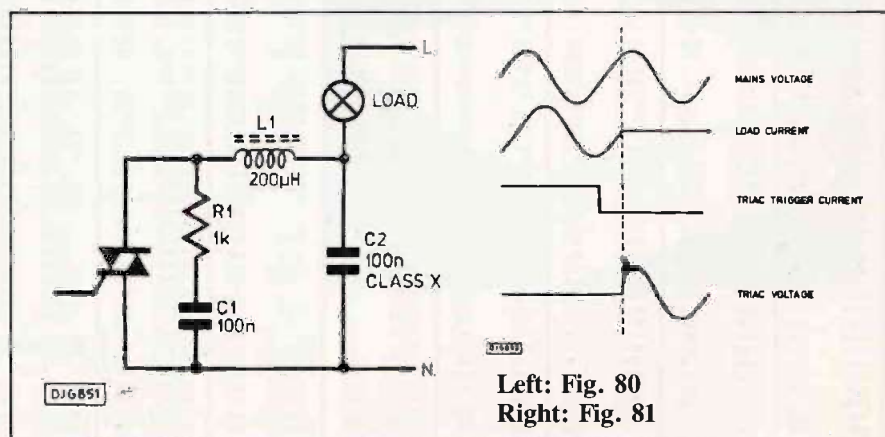 L
LOAD
L1
200µH
R1
1k
C2
100n
CLASS X
C1
100n
N
DJG851
MAINS VOLTAGE
LOAD CURRENT
TRIAC TRIGGER CURRENT
TRIAC VOLTAGE
Left: Fig. 80
Right: Fig. 81